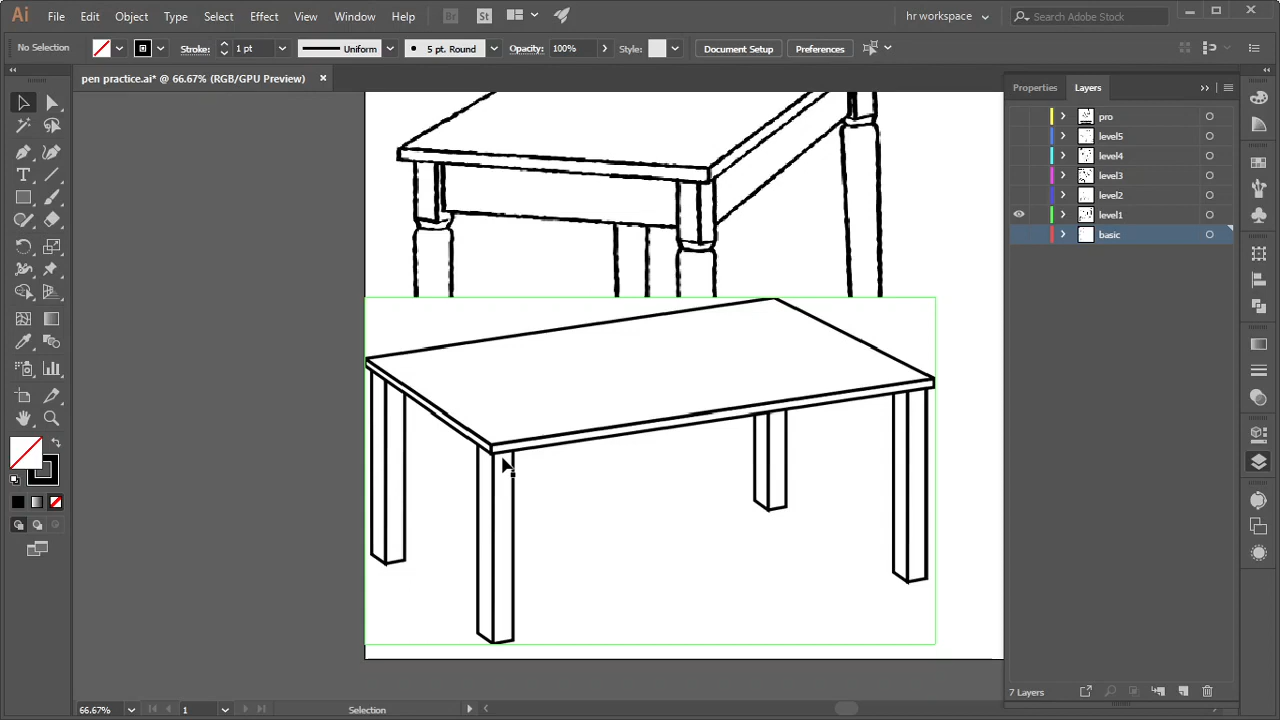 Ai File Edit Object Type Select Effect View Window Help Br St hr workspace Search Adobe Stock
No Selection Stroke: 1 pt Uniform 5 pt. Round Opacity: 100% Style: Document Setup Preferences
pen practice.ai* @ 66.67% (RGB/GPU Preview)
Properties Layers
pro
level5
level4
level3
level2
level1
basic
7 Layers
66.67% 1 Selection